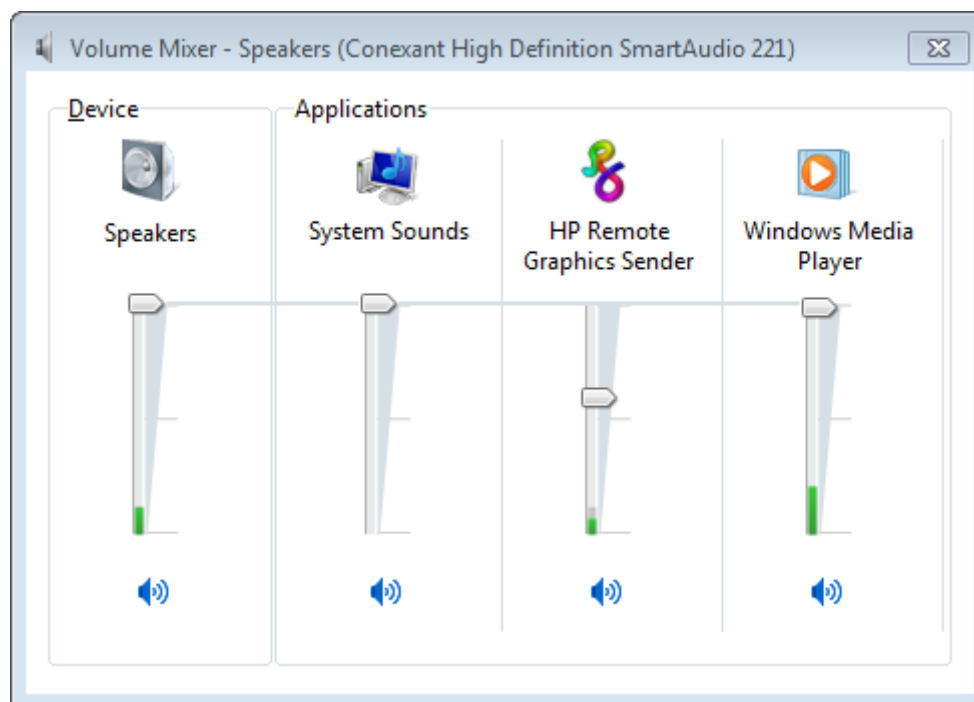 Volume Mixer - Speakers (Conexant High Definition SmartAudio 221)
Device
Applications
Speakers
System Sounds
HP Remote
Graphics Sender
Windows Media
Player